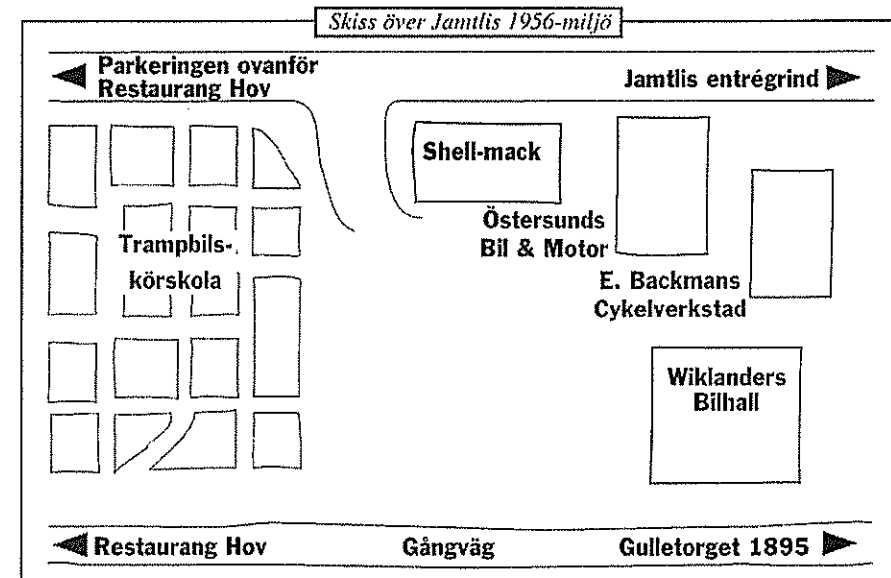 Skiss över Jamtlis 1956-miljö
Parkeringen ovanför
Restaurang Hov
Jamtlis entrégrind
Shell-mack
Östersunds
Bil & Motor
Trampbils-
körskola
E. Backmans
Cykelverkstad
Wiklanders
Bilhall
Restaurang Hov
Gångväg
Gulletorget 1895